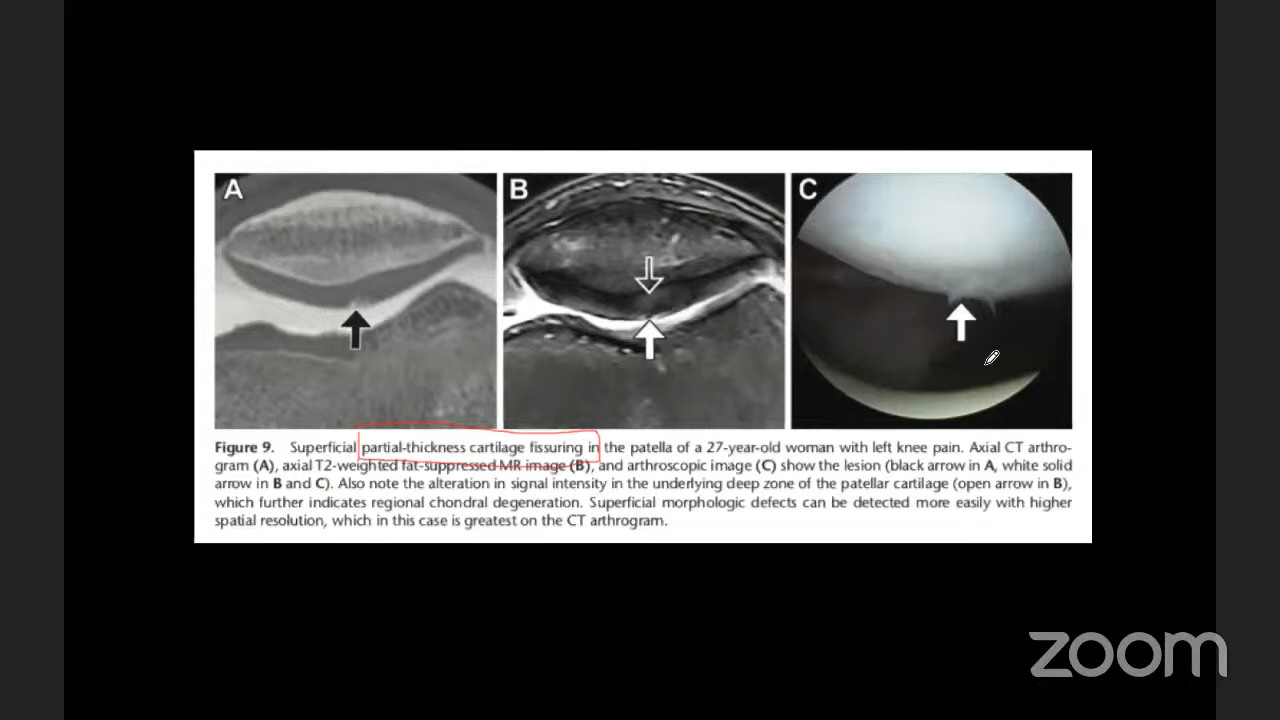 A
B
C
Figure 9. Superficial partial-thickness cartilage fissuring in the patella of a 27-year-old woman with left knee pain. Axial CT arthro-
gram (A), axial T2-weighted fat-suppressed MR image (B), and arthroscopic image (C) show the lesion (black arrow in A, white solid
arrow in B and C). Also note the alteration in signal intensity in the underlying deep zone of the patellar cartilage (open arrow in B),
which further indicates regional chondral degeneration. Superficial morphologic defects can be detected more easily with higher
spatial resolution, which in this case is greatest on the CT arthrogram.
zoom